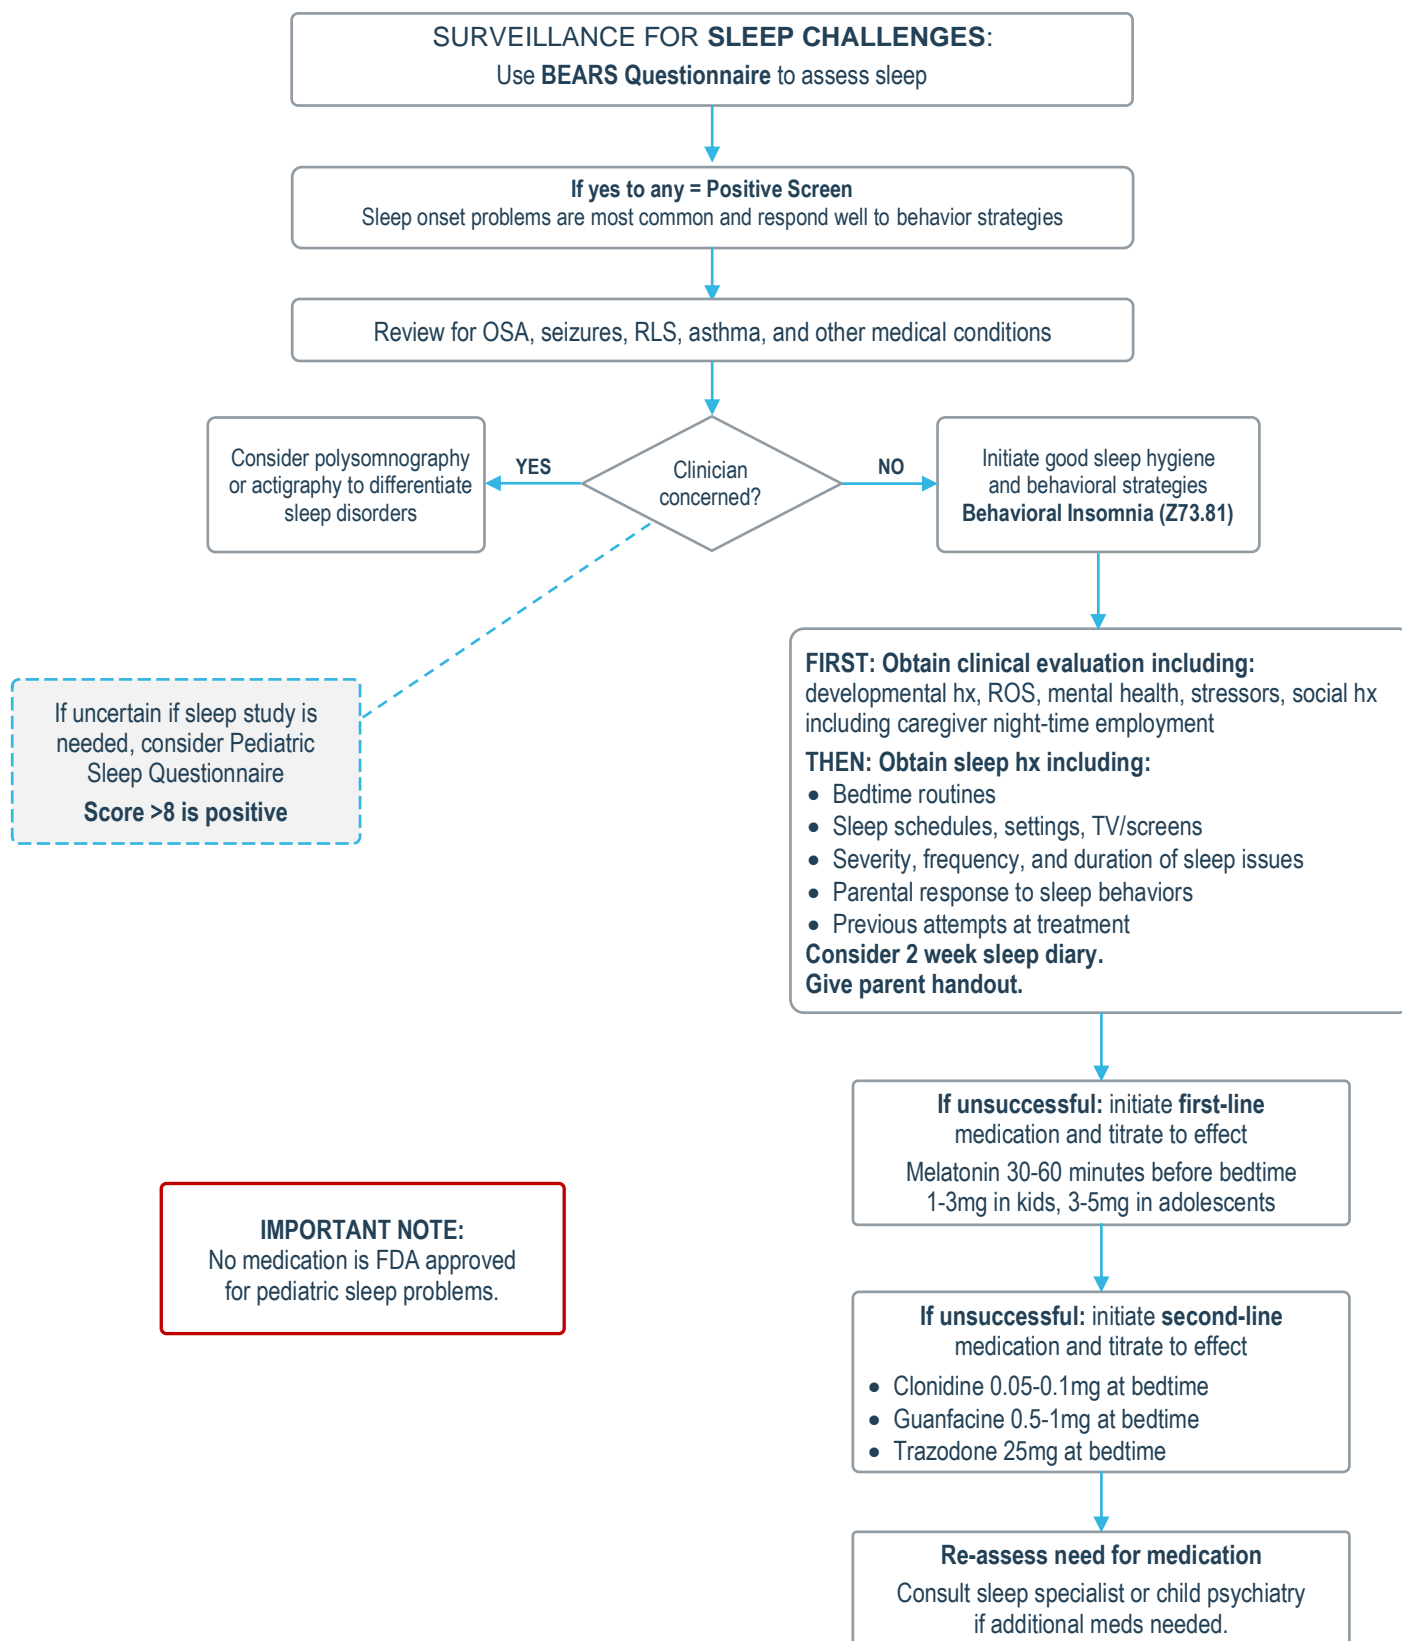 SURVEILLANCE FOR SLEEP CHALLENGES:
Use BEARS Questionnaire to assess sleep
If yes to any = Positive Screen
Sleep onset problems are most common and respond well to behavior strategies
Review for OSA, seizures, RLS, asthma, and other medical conditions
Consider polysomnography
or actigraphy to differentiate
sleep disorders
YES
Clinician
concerned?
NO
Initiate good sleep hygiene
and behavioral strategies
Behavioral Insomnia (Z73.81)
If uncertain if sleep study is
needed, consider Pediatric
Sleep Questionnaire
Score >8 is positive
FIRST: Obtain clinical evaluation including:
developmental hx, ROS, mental health, stressors, social hx
including caregiver night-time employment
THEN: Obtain sleep hx including:
• Bedtime routines
• Sleep schedules, settings, TV/screens
• Severity, frequency, and duration of sleep issues
• Parental response to sleep behaviors
• Previous attempts at treatment
Consider 2 week sleep diary.
Give parent handout.
If unsuccessful: initiate first-line
medication and titrate to effect
Melatonin 30-60 minutes before bedtime
1-3mg in kids, 3-5mg in adolescents
IMPORTANT NOTE:
No medication is FDA approved
for pediatric sleep problems.
If unsuccessful: initiate second-line
medication and titrate to effect
• Clonidine 0.05-0.1mg at bedtime
• Guanfacine 0.5-1mg at bedtime
• Trazodone 25mg at bedtime
Re-assess need for medication
Consult sleep specialist or child psychiatry
if additional meds needed.